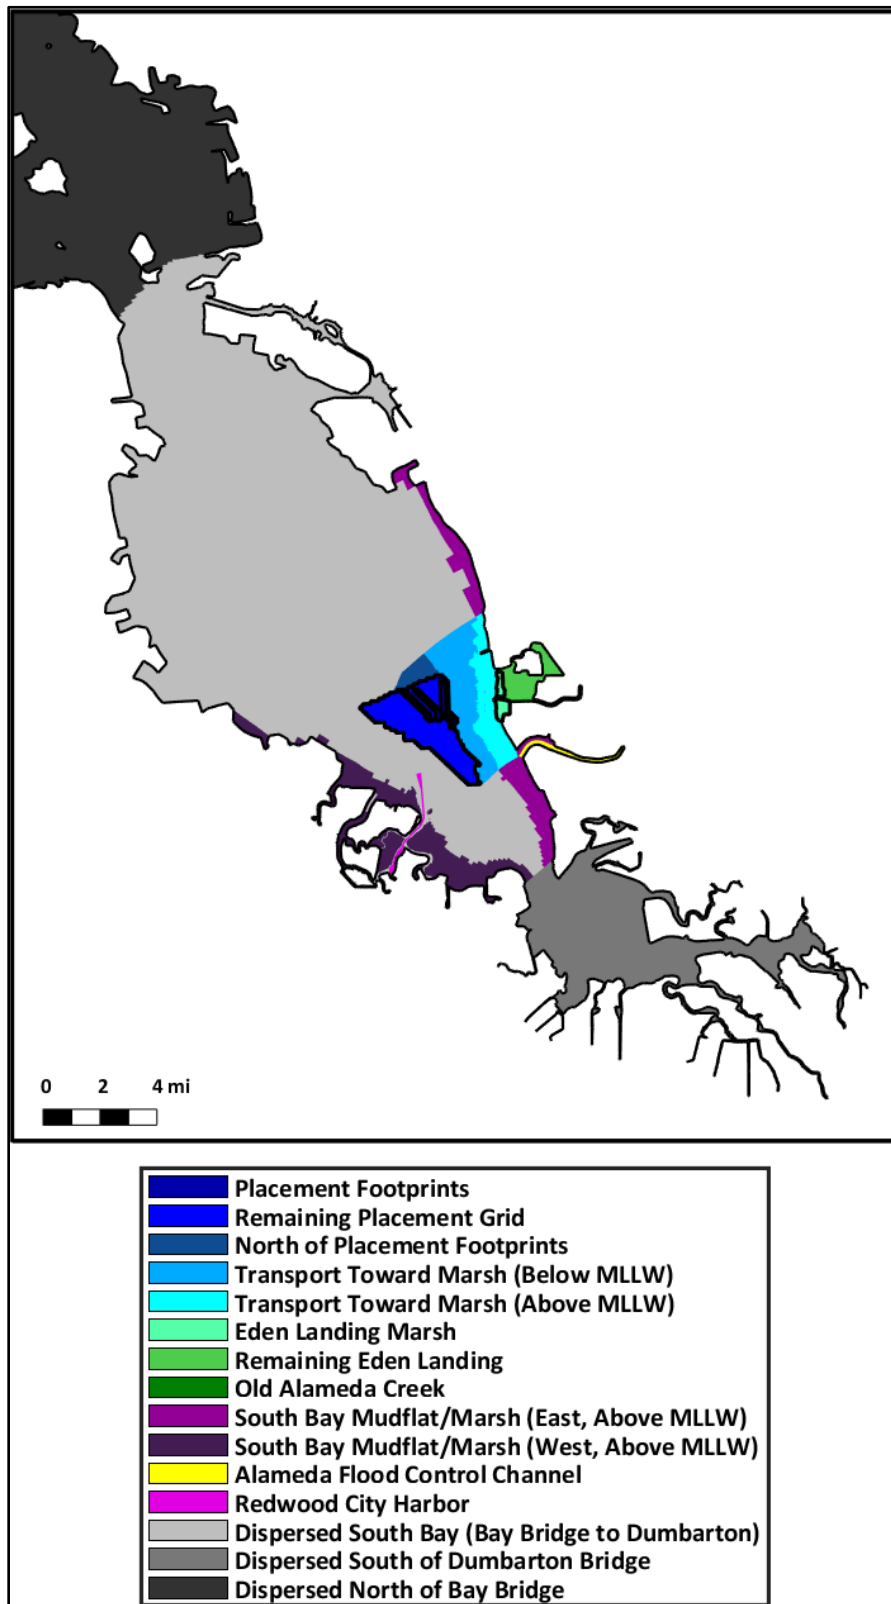 0 2 4 mi
Placement Footprints
Remaining Placement Grid
North of Placement Footprints
Transport Toward Marsh (Below MLLW)
Transport Toward Marsh (Above MLLW)
Eden Landing Marsh
Remaining Eden Landing
Old Alameda Creek
South Bay Mudflat/Marsh (East, Above MLLW)
South Bay Mudflat/Marsh (West, Above MLLW)
Alameda Flood Control Channel
Redwood City Harbor
Dispersed South Bay (Bay Bridge to Dumbarton)
Dispersed South of Dumbarton Bridge
Dispersed North of Bay Bridge